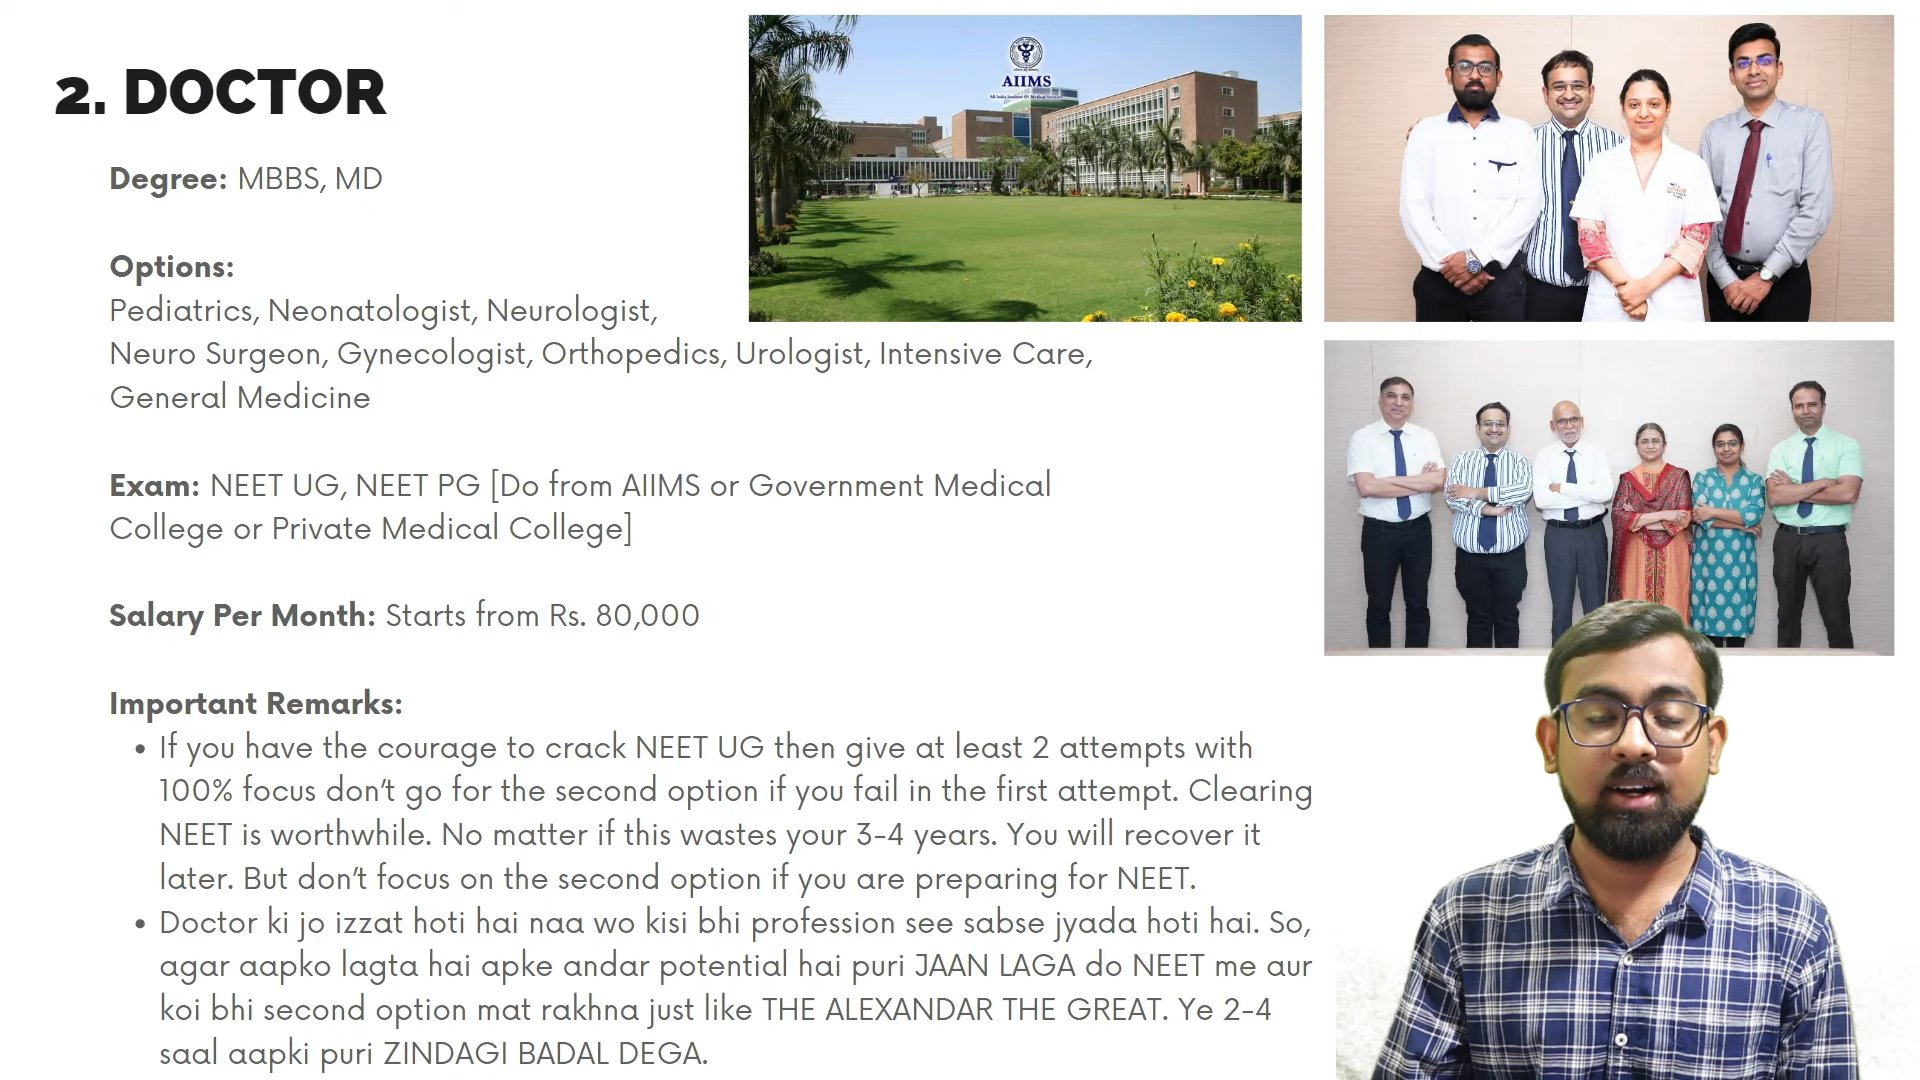 2. DOCTOR
AIIMS
Degree: MBBS, MD
Options:
Pediatrics, Neonatologist, Neurologist,
Neuro Surgeon, Gynecologist, Orthopedics, Urologist, Intensive Care,
General Medicine
Exam: NEET UG, NEET PG [Do from AIIMS or Government Medical
College or Private Medical College]
Salary Per Month: Starts from Rs. 80,000
Important Remarks:
• If you have the courage to crack NEET UG then give at least 2 attempts with
100% focus don’t go for the second option if you fail in the first attempt. Clearing
NEET is worthwhile. No matter if this wastes your 3-4 years. You will recover it
later. But don’t focus on the second option if you are preparing for NEET.
• Doctor ki jo izzat hoti hai naa wo kisi bhi profession see sabse jyada hoti hai. So,
agar aapko lagta hai apke andar potential hai puri JAAN LAGA do NEET me aur
koi bhi second option mat rakhna just like THE ALEXANDAR THE GREAT. Ye 2-4
saal aapki puri ZINDAGI BADAL DEGA.